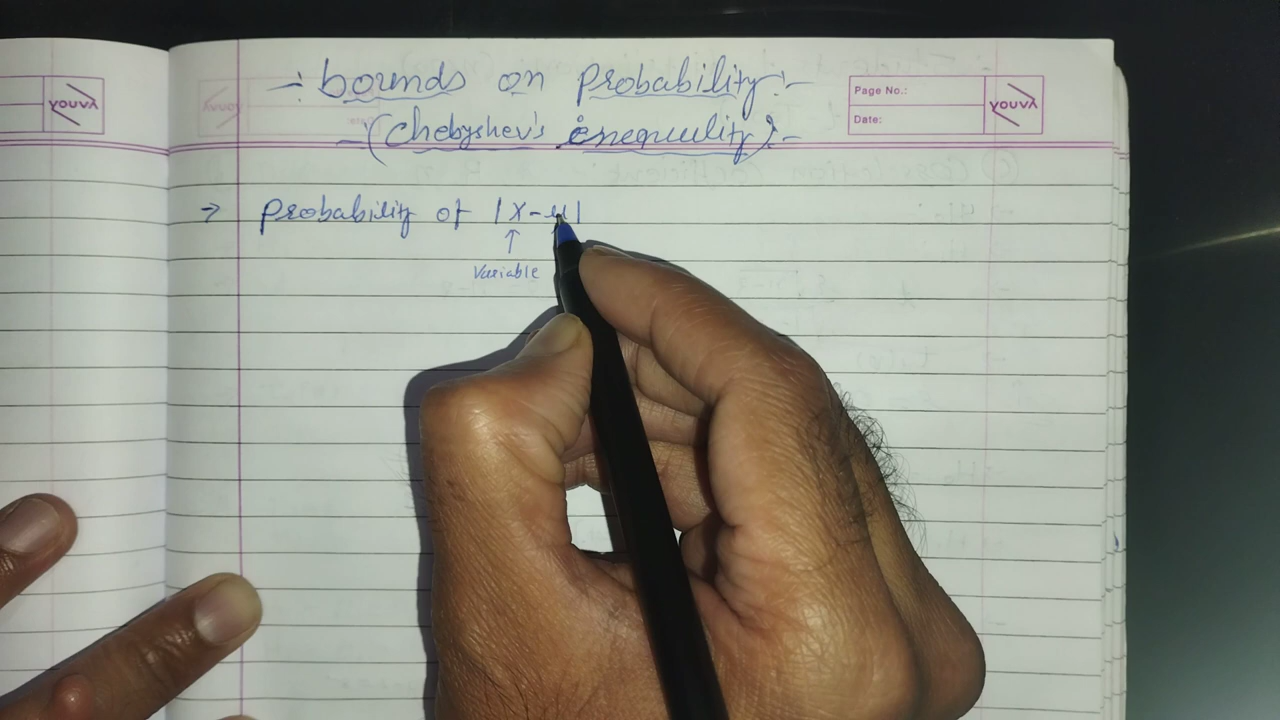 -: bounds on Probability :-
-(Chebyshev's inequality)-
Page No.:
Date:
youva
youva
→ Probability of |X-μ|
↑
Variable